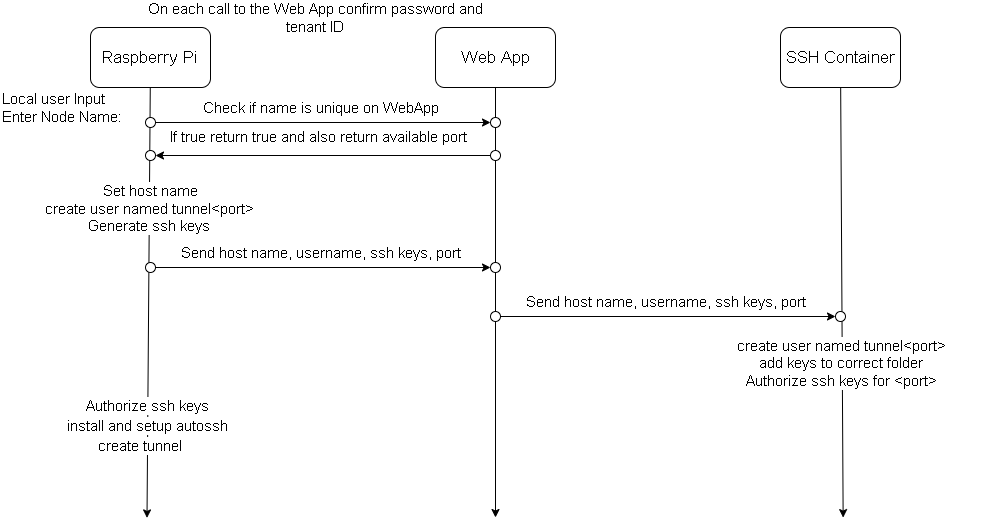 On each call to the Web App confirm password and
tenant ID
Raspberry Pi
Web App
SSH Container
Local user Input
Enter Node Name:
Check if name is unique on WebApp
If true return true and also return available port
Set host name
create user named tunnel<port>
Generate ssh keys
Send host name, username, ssh keys, port
Send host name, username, ssh keys, port
create user named tunnel<port>
add keys to correct folder
Authorize ssh keys for <port>
Authorize ssh keys
install and setup autossh
create tunnel